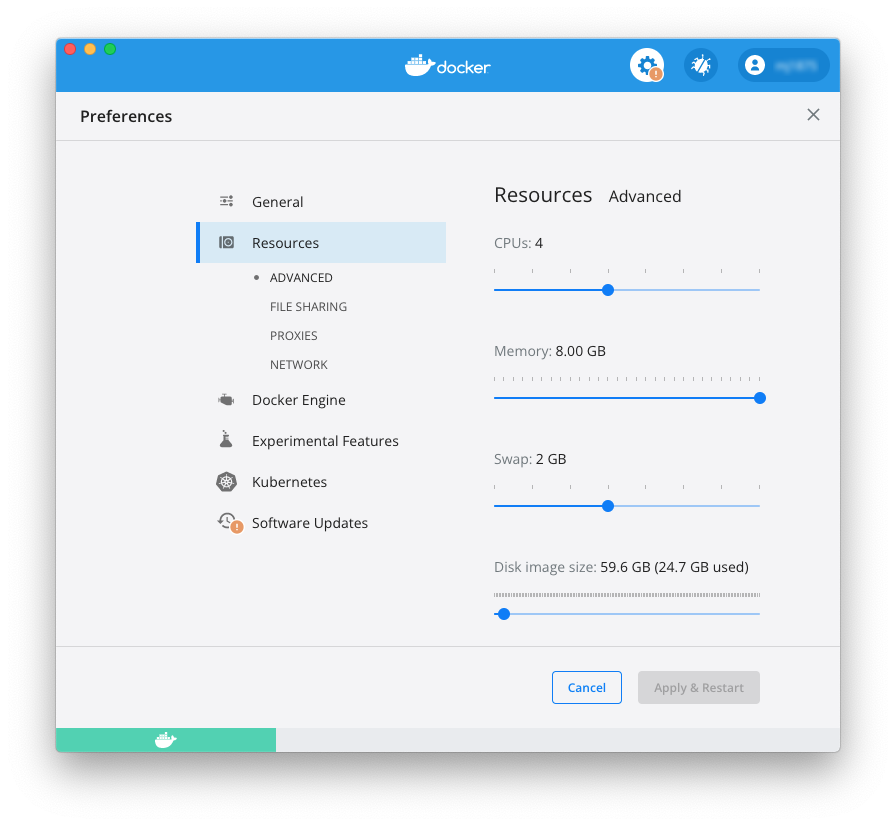 docker
Preferences
General
Resources
ADVANCED
FILE SHARING
PROXIES
NETWORK
Docker Engine
Experimental Features
Kubernetes
Software Updates
Resources Advanced
CPUs: 4
Memory: 8.00 GB
Swap: 2 GB
Disk image size: 59.6 GB (24.7 GB used)
Cancel
Apply & Restart